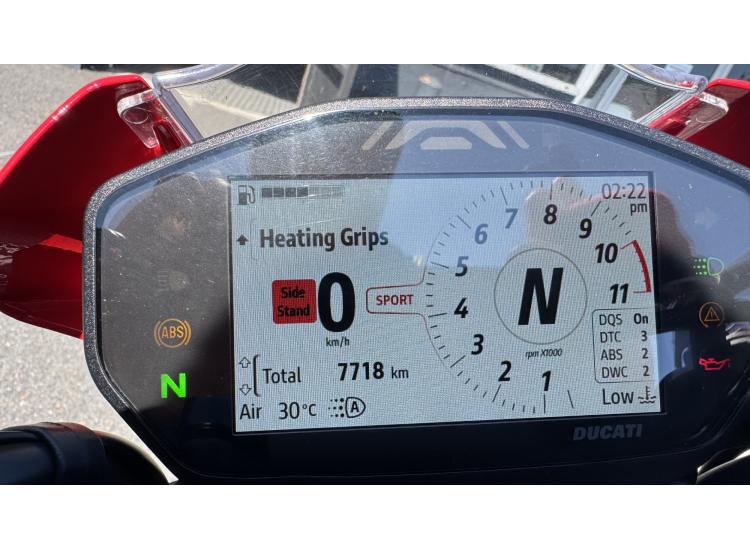 02:22
pm
Heating Grips
Side
Stand
0
km/h
SPORT
1
2
3
4
5
6
7
8
9
10
11
N
rpm X1000
DQS On
DTC 3
ABS 2
DWC 2
Total 7718 km
Air 30°C
A
Low
ABS
N
DUCATI